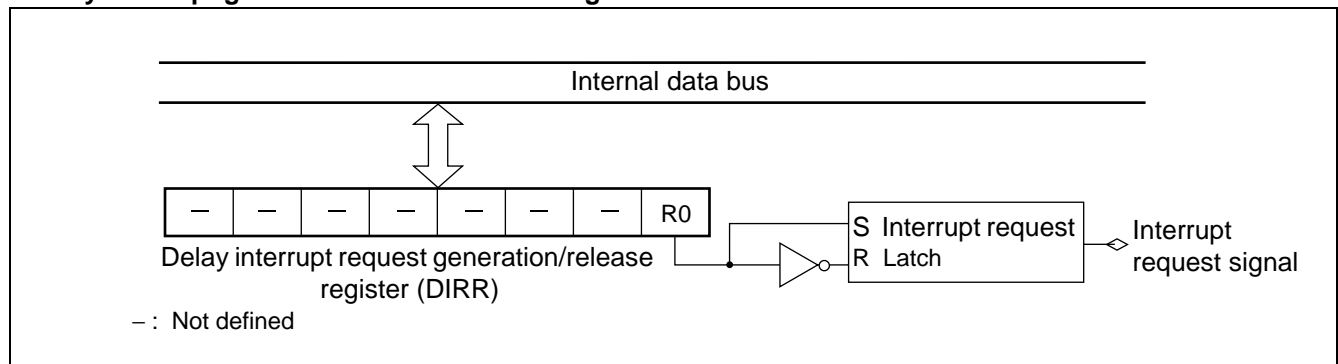 Internal data bus
– – – – – – – R0
Delay interrupt request generation/release
register (DIRR)
S Interrupt request
R Latch
Interrupt
request signal
– : Not defined